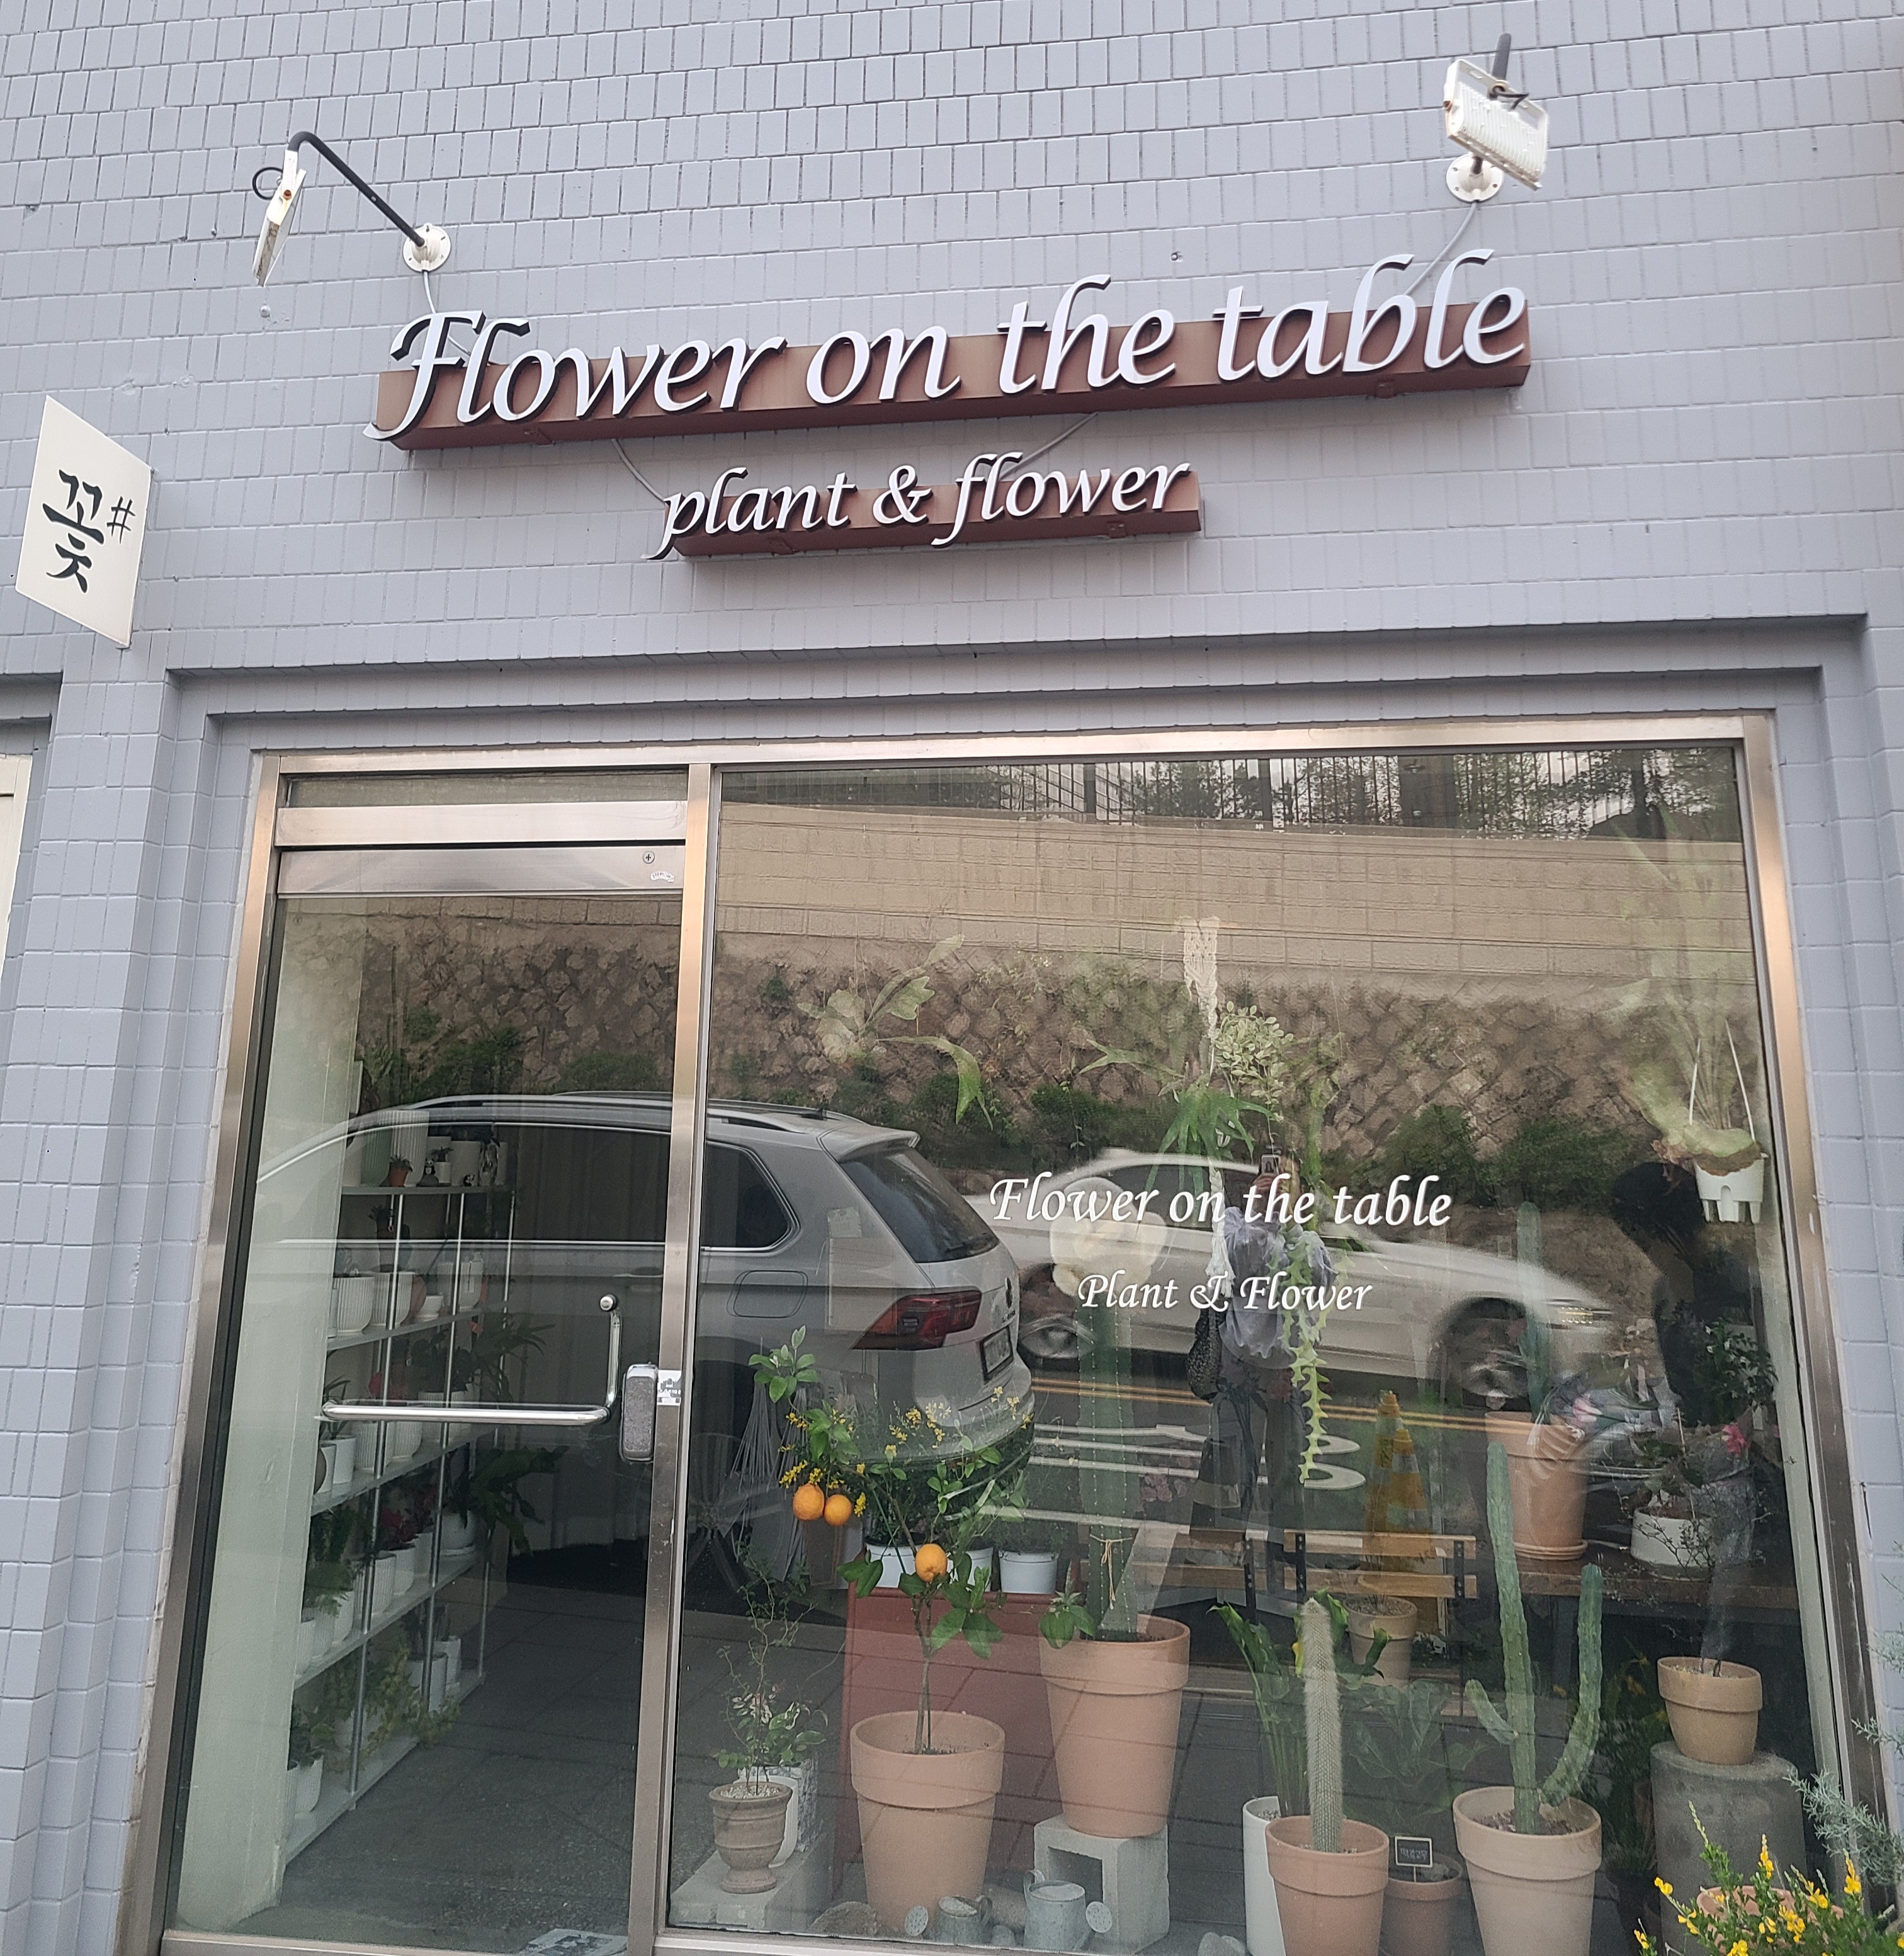 Flower on the table
plant & flower
꽃#
Flower on the table
Plant & Flower